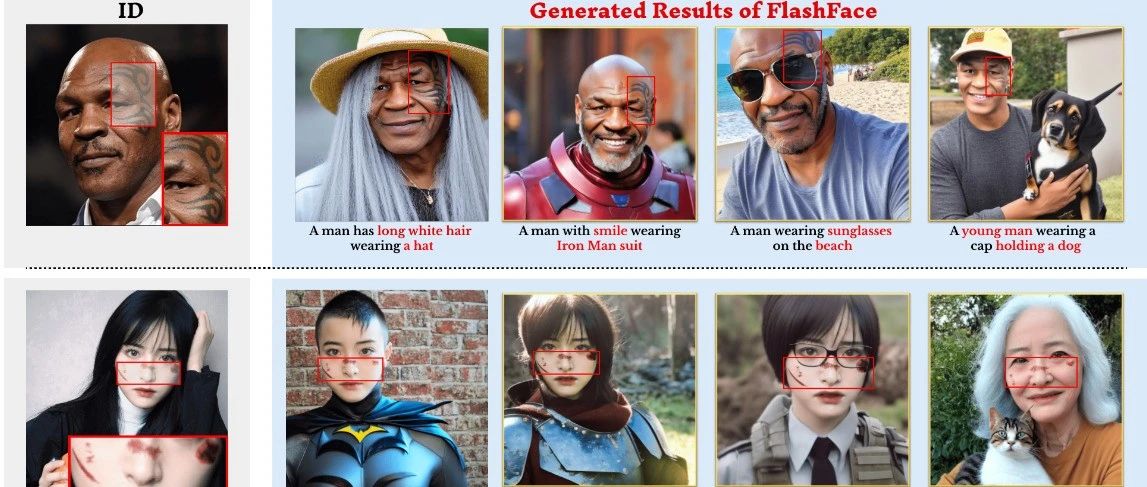 ID
Generated Results of FlashFace
A man has long white hair
wearing a hat
A man with smile wearing
Iron Man suit
A man wearing sunglasses
on the beach
A young man wearing a
cap holding a dog